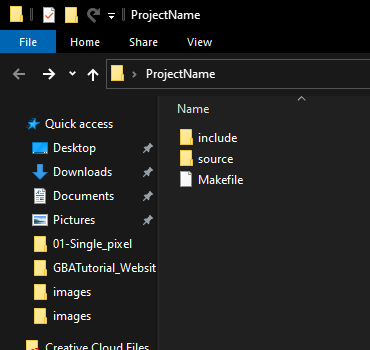 ProjectName
File Home Share View
ProjectName
Name
Quick access
Desktop
Downloads
Documents
Pictures
01-Single_pixel
GBATutorial_Websit
images
images
Creative Cloud Files
include
source
Makefile